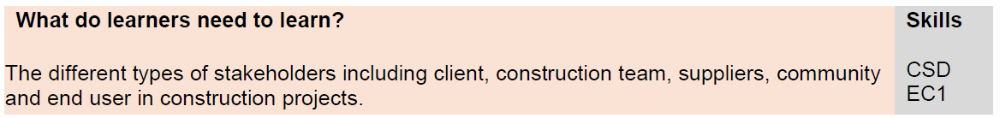 What do learners need to learn?
Skills
The different types of stakeholders including client, construction team, suppliers, community
and end user in construction projects.
CSD
EC1